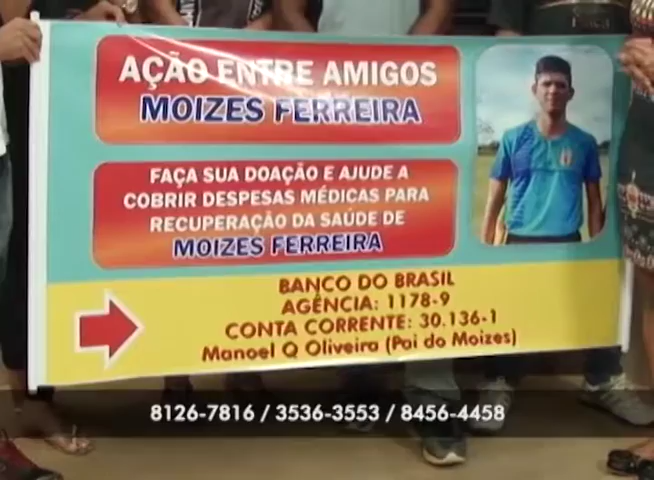 AÇÃO ENTRE AMIGOS
MOIZES FERREIRA
FAÇA SUA DOAÇÃO E AJUDE A
COBRIR DESPESAS MÉDICAS PARA
RECUPERAÇÃO DA SAÚDE DE
MOIZES FERREIRA
BANCO DO BRASIL
AGÊNCIA: 1178-9
CONTA CORRENTE: 30.136-1
Manoel Q Oliveira (Pai do Moizes)
8126-7816 / 3536-3553 / 8456-4458